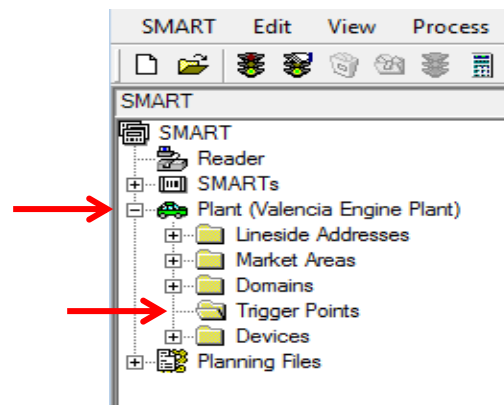 SMART Edit View Process
SMART
SMART
Reader
SMARTs
Plant (Valencia Engine Plant)
Lineside Addresses
Market Areas
Domains
Trigger Points
Devices
Planning Files